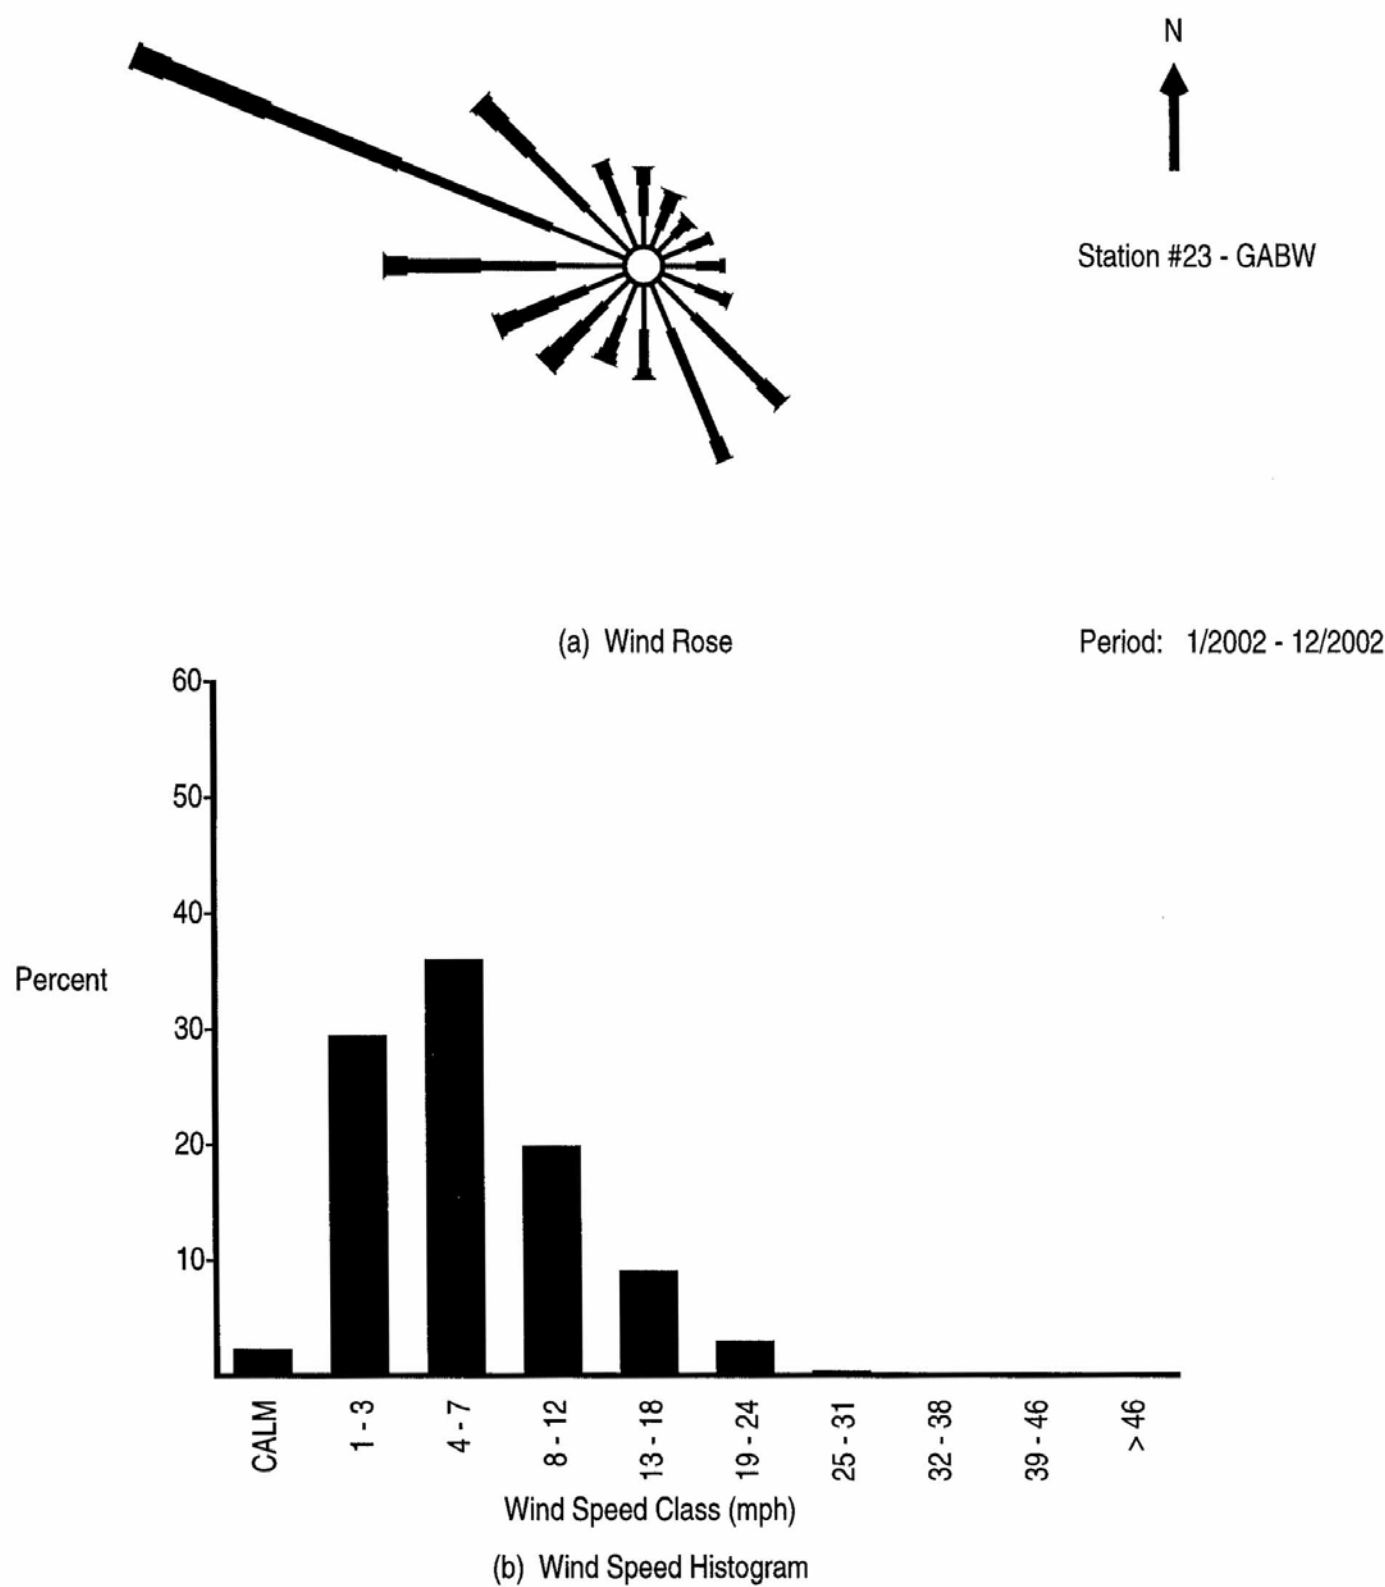 N
Station #23 - GABW
(a) Wind Rose
Period: 1/2002 - 12/2002
60
50
40
Percent
30
20
10
CALM
1 - 3
4 - 7
8 - 12
13 - 18
19 - 24
25 - 31
32 - 38
39 - 46
> 46
Wind Speed Class (mph)
(b) Wind Speed Histogram